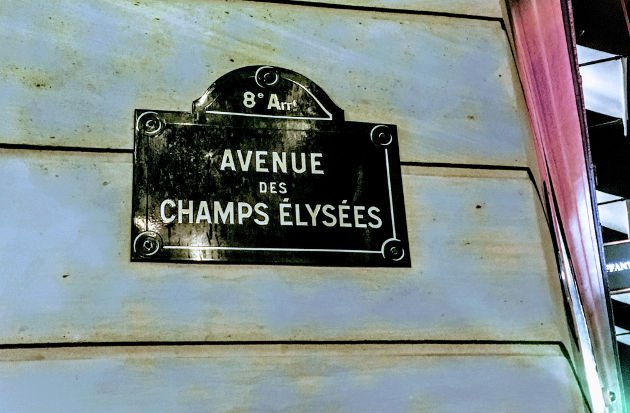 8e Arrt
AVENUE
DES
CHAMPS ÉLYSÉES